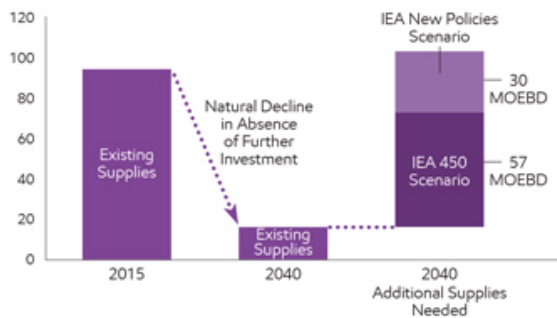 120
100
80
60
40
20
0
Existing
Supplies
2015
Natural Decline
in Absence
of Further
Investment
Existing
Supplies
2040
IEA New Policies
Scenario
30
MOEBD
IEA 450
Scenario
57
MOEBD
2040
Additional Supplies
Needed